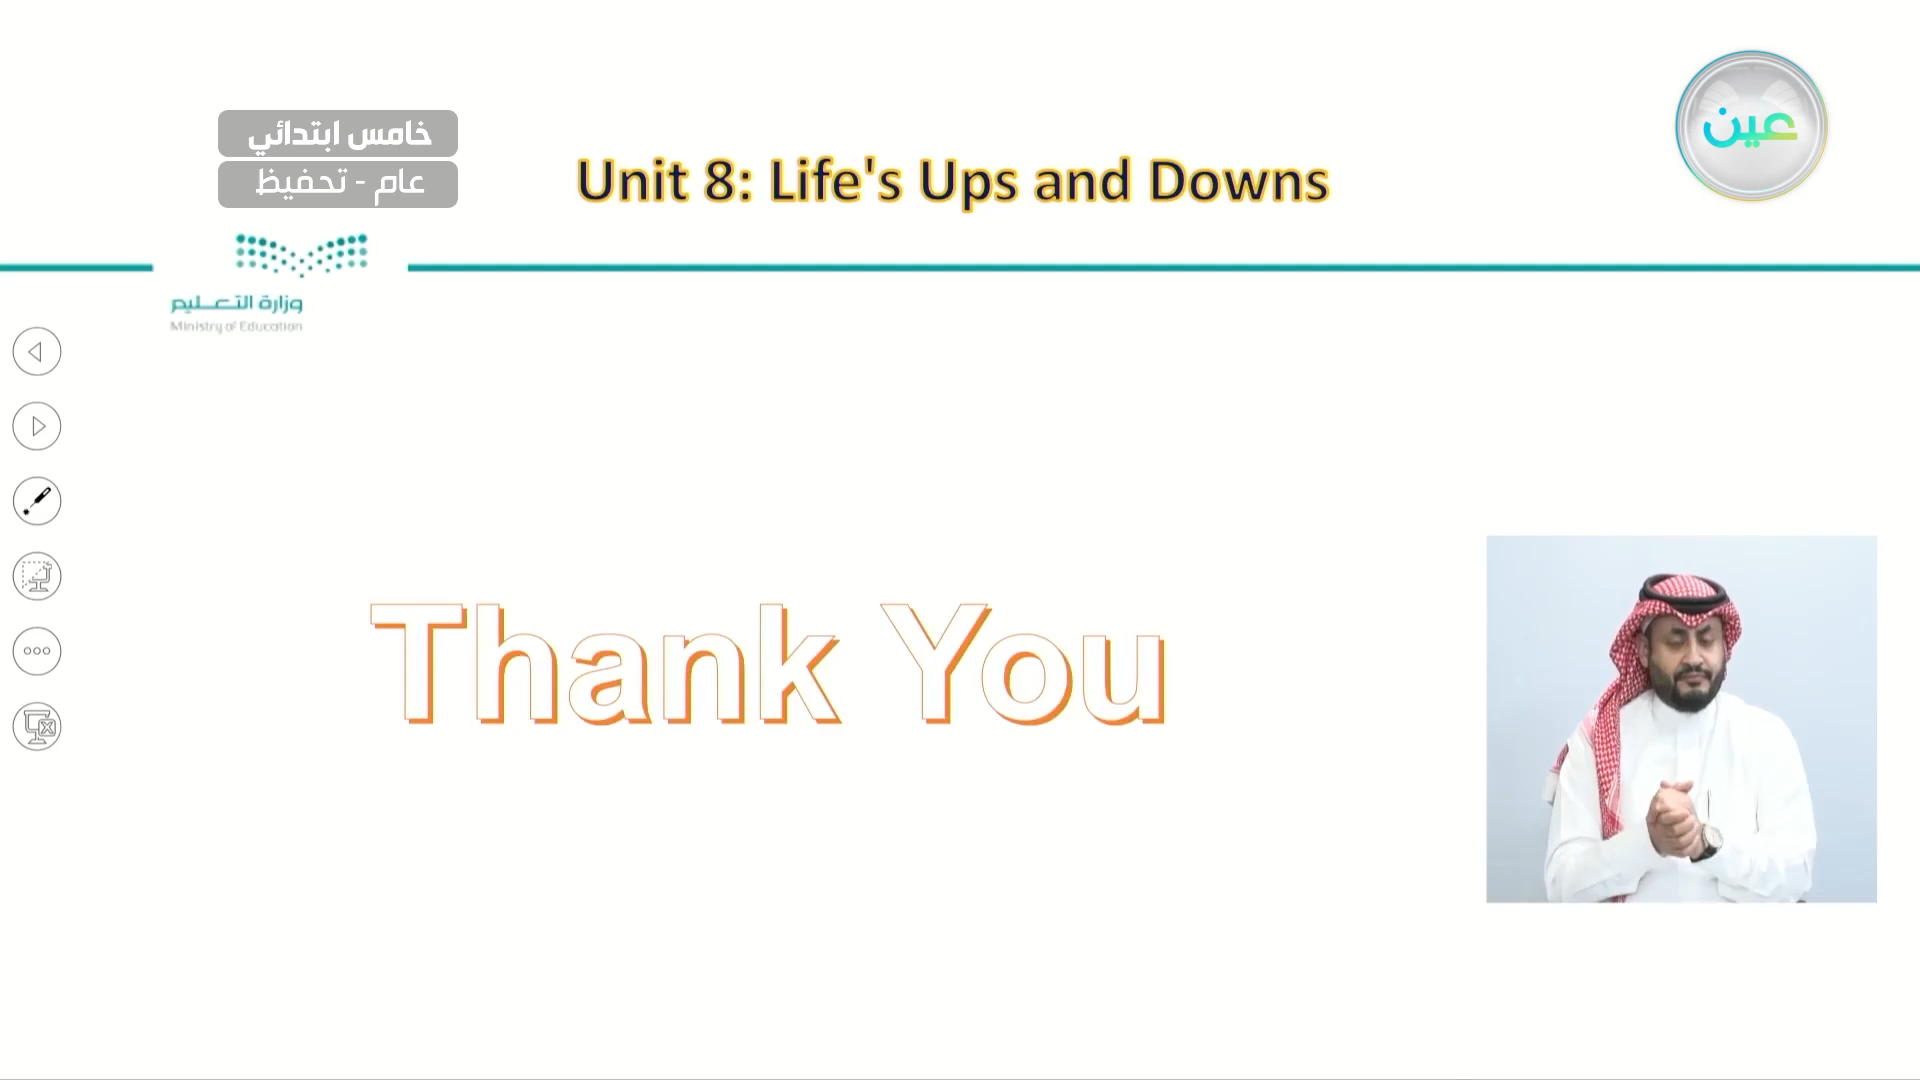 خامس ابتدائي
عام - تحفيظ
Unit 8: Life's Ups and Downs
عين
وزارة التعليم
Ministry of Education
Thank You